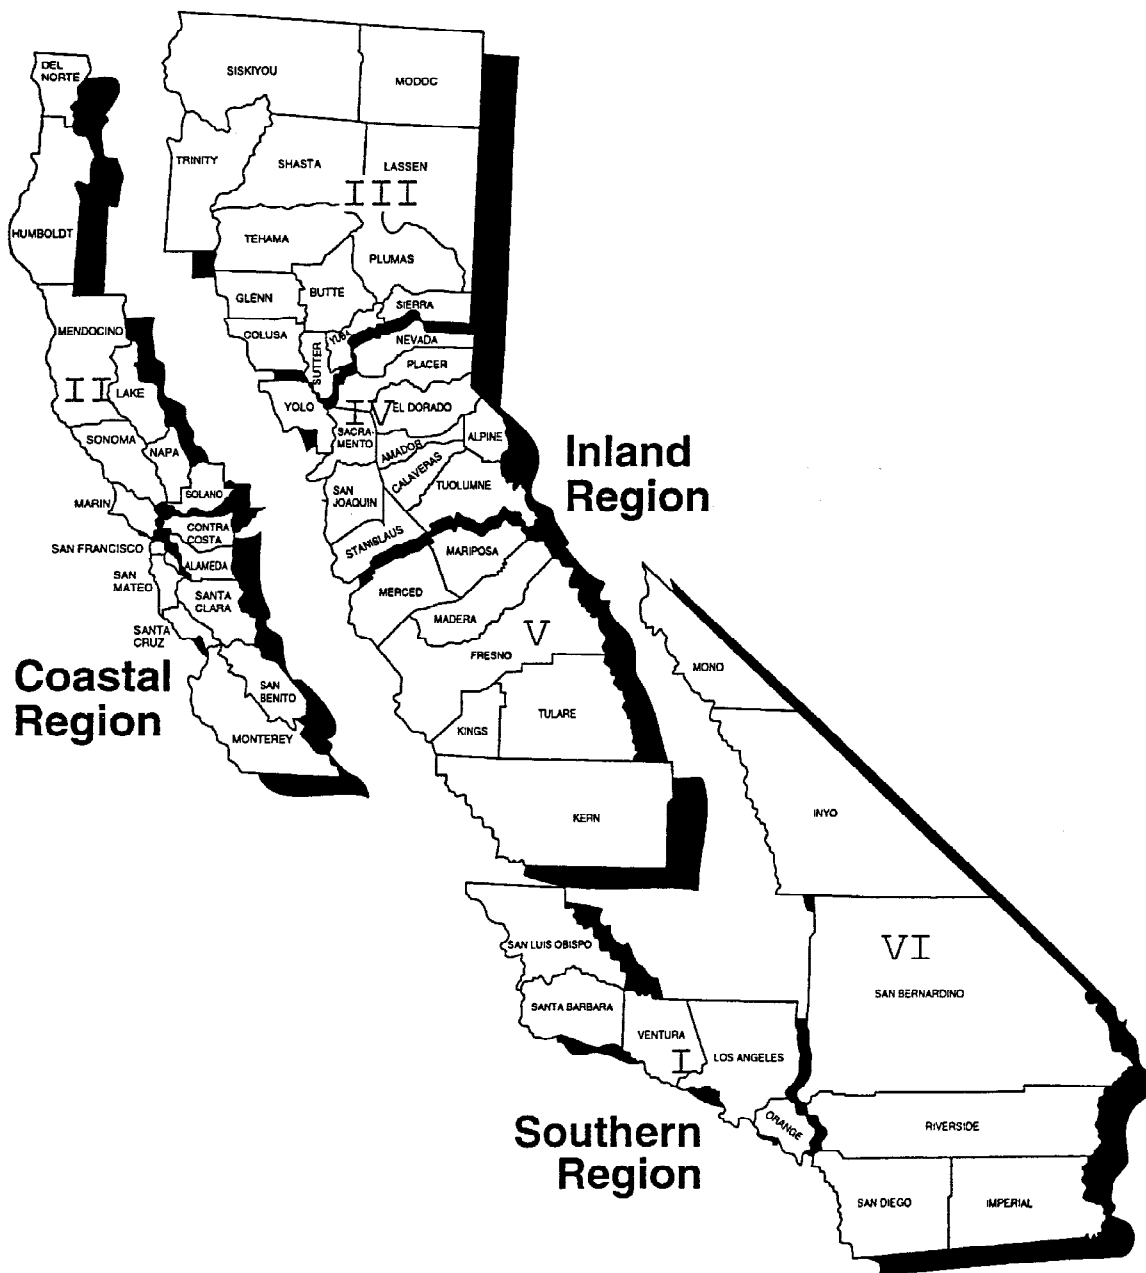 DEL
NORTE
HUMBOLDT
MENDOCINO
II
LAKE
SONOMA
NAPA
MARIN
SOLANO
CONTRA
COSTA
SAN FRANCISCO
ALAMEDA
SAN
MATEO
SANTA
CLARA
SANTA
CRUZ
SAN
BENITO
MONTEREY
Coastal
Region
SISKIYOU
MODOC
TRINITY
SHASTA
LASSEN
III
TEHAMA
PLUMAS
GLENN
BUTTE
SIERRA
COLUSA
SUTTER
YUBA
NEVADA
PLACER
YOLO
IV
EL DORADO
SACRA-
MENTO
AMADOR
ALPINE
CALAVERAS
TUOLUMNE
SAN
JOAQUIN
STANISLAUS
MARIPOSA
MERCED
MADERA
V
FRESNO
KINGS
TULARE
KERN
Inland
Region
MONO
INYO
VI
SAN BERNARDINO
SAN LUIS OBISPO
SANTA BARBARA
VENTURA
I
LOS ANGELES
ORANGE
RIVERSIDE
SAN DIEGO
IMPERIAL
Southern
Region